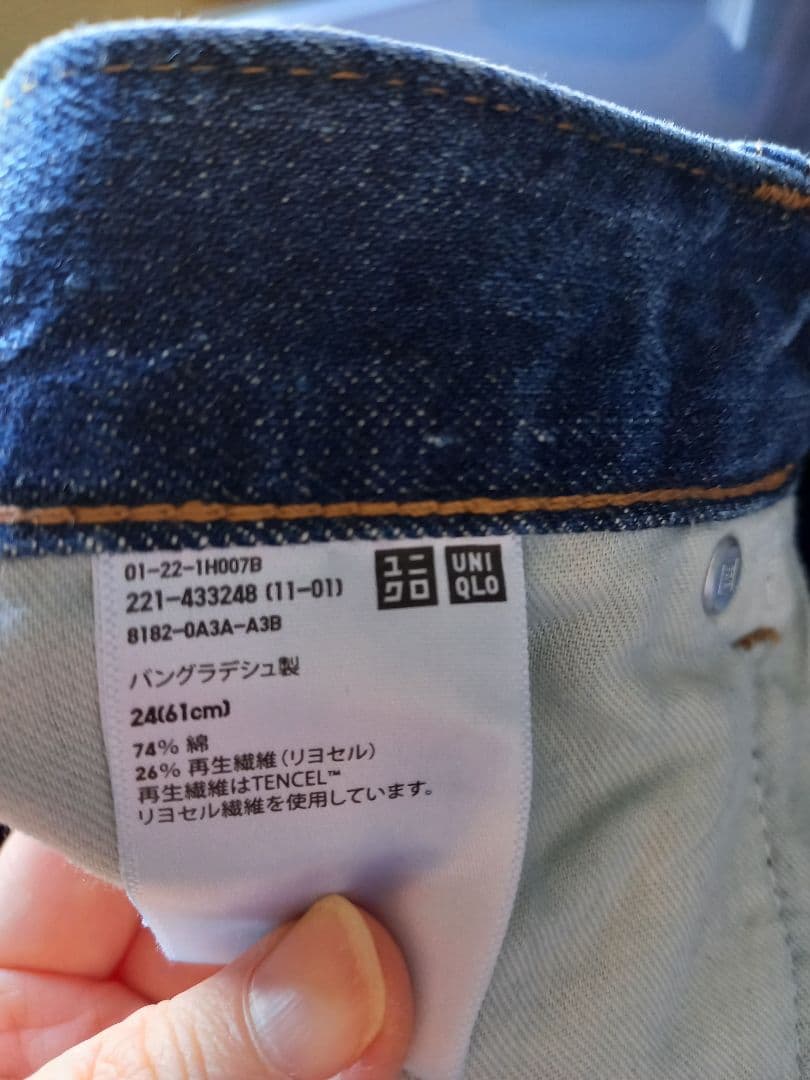 01-22-1H007B
221-433248 (11-01)
8182-0A3A-A3B
ユニ
クロ
UNI
QLO
バングラデシュ製
24(61cm)
74% 綿
26% 再生繊維(リヨセル)
再生繊維はTENCEL™
リヨセル繊維を使用しています。